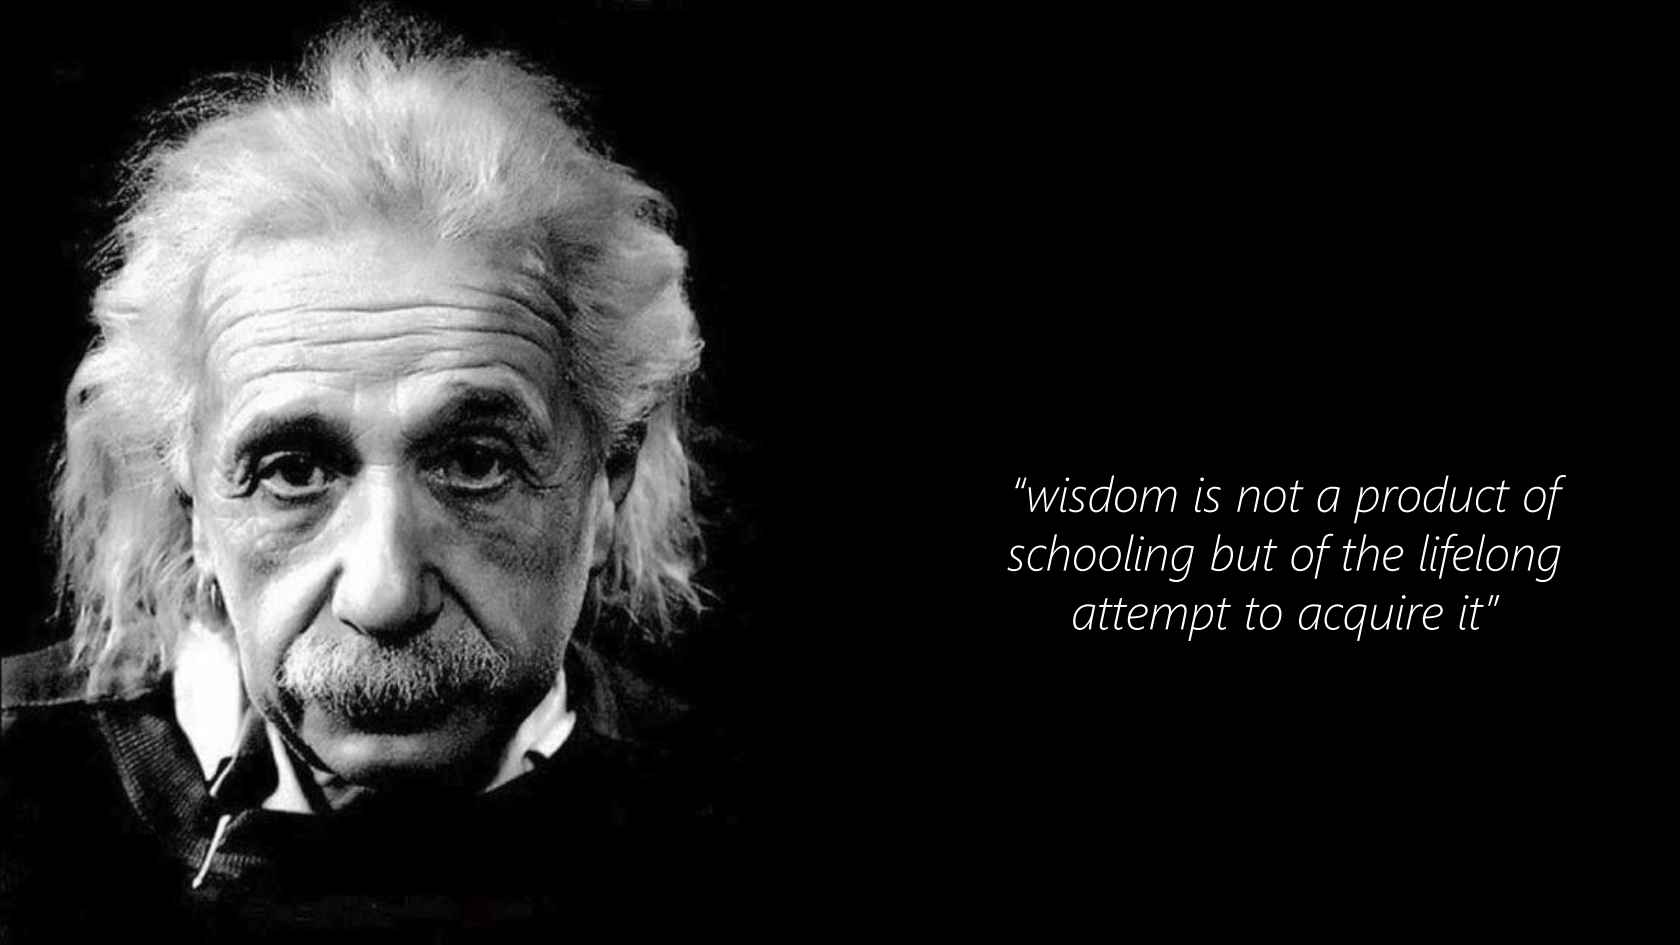 "wisdom is not a product of
schooling but of the lifelong
attempt to acquire it"